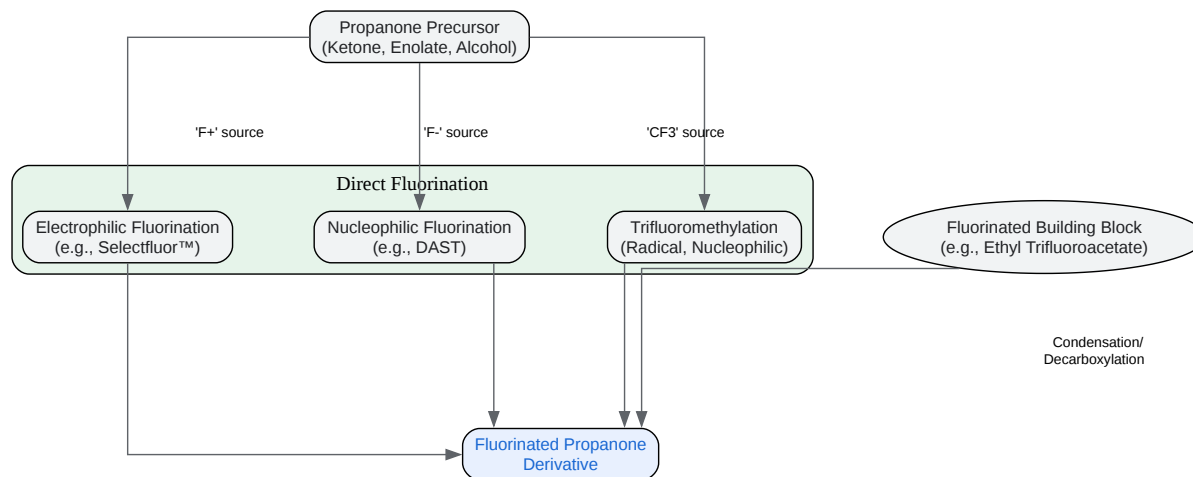 Propanone Precursor
(Ketone, Enolate, Alcohol)
'F+' source
'F-' source
'CF3' source
Direct Fluorination
Electrophilic Fluorination
(e.g., Selectfluor™)
Nucleophilic Fluorination
(e.g., DAST)
Trifluoromethylation
(Radical, Nucleophilic)
Fluorinated Building Block
(e.g., Ethyl Trifluoroacetate)
Condensation/
Decarboxylation
Fluorinated Propanone
Derivative